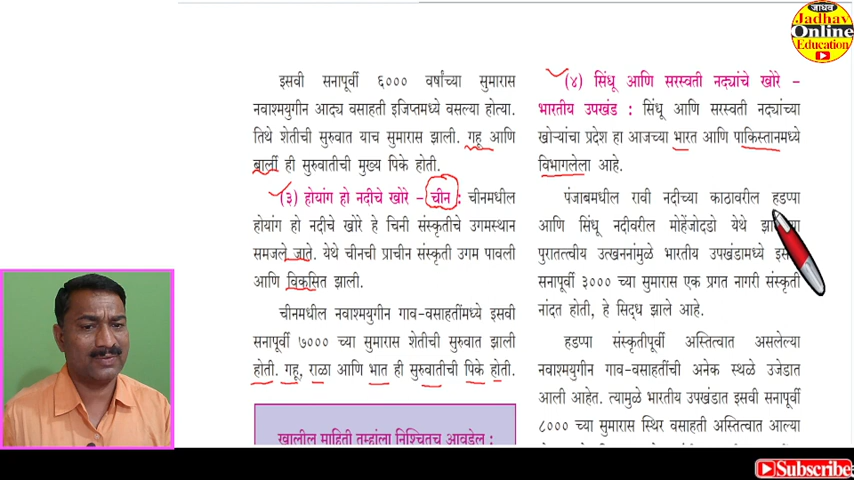 जाधव
Jadhav
Online
Education
इसवी सनापूर्वी ६००० वर्षांच्या सुमारास
नवाश्मयुगीन आद्य वसाहती इजिप्तमध्ये वसल्या होत्या.
तिथे शेतीची सुरुवात याच सुमारास झाली. गहू आणि
बार्ली ही सुरुवातीची मुख्य पिके होती.
(३) होयांग हो नदीचे खोरे - चीन : चीनमधील
होयांग हो नदीचे खोरे हे चिनी संस्कृतीचे उगमस्थान
समजले जाते. येथे चीनची प्राचीन संस्कृती उगम पावली
आणि विकसित झाली.
चीनमधील नवाश्मयुगीन गाव-वसाहतींमध्ये इसवी
सनापूर्वी ७००० च्या सुमारास शेतीची सुरुवात झाली
होती. गहू, राळा आणि भात ही सुरुवातीची पिके होती.
खालील माहिती तुम्हांला निश्चितच आवडेल :
(४) सिंधू आणि सरस्वती नद्यांचे खोरे -
भारतीय उपखंड : सिंधू आणि सरस्वती नद्यांच्या
खोऱ्यांचा प्रदेश हा आजच्या भारत आणि पाकिस्तानमध्ये
विभागलेला आहे.
पंजाबमधील रावी नदीच्या काठावरील हडप्पा
आणि सिंधू नदीवरील मोहेंजोदडो येथे
पुरातत्त्वीय उत्खननांमुळे भारतीय उपखंडामध्ये
सनापूर्वी ३००० च्या सुमारास एक प्रगत नागरी संस्कृती
नांदत होती, हे सिद्ध झाले आहे.
हडप्पा संस्कृतीपूर्वी अस्तित्वात असलेल्या
नवाश्मयुगीन गाव-वसाहतींची अनेक स्थळे उजेडात
आली आहेत. त्यामुळे भारतीय उपखंडात इसवी सनापूर्वी
८००० च्या सुमारास स्थिर वसाहती अस्तित्वात आल्या
Subscribe